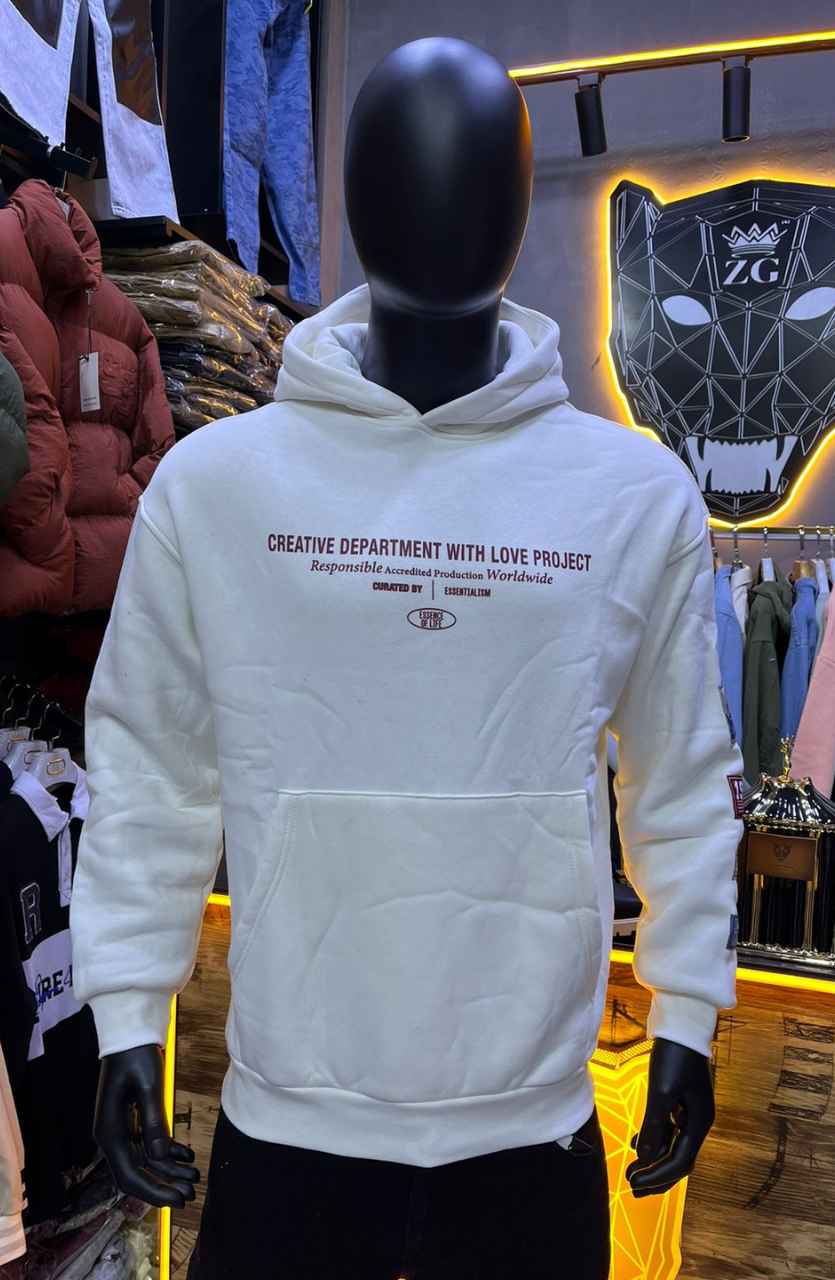 ZG
CREATIVE DEPARTMENT WITH LOVE PROJECT
Responsible Accredited Production Worldwide
CURATED BY | ESSENTIALISM
ESSENCE
OF LIFE
R